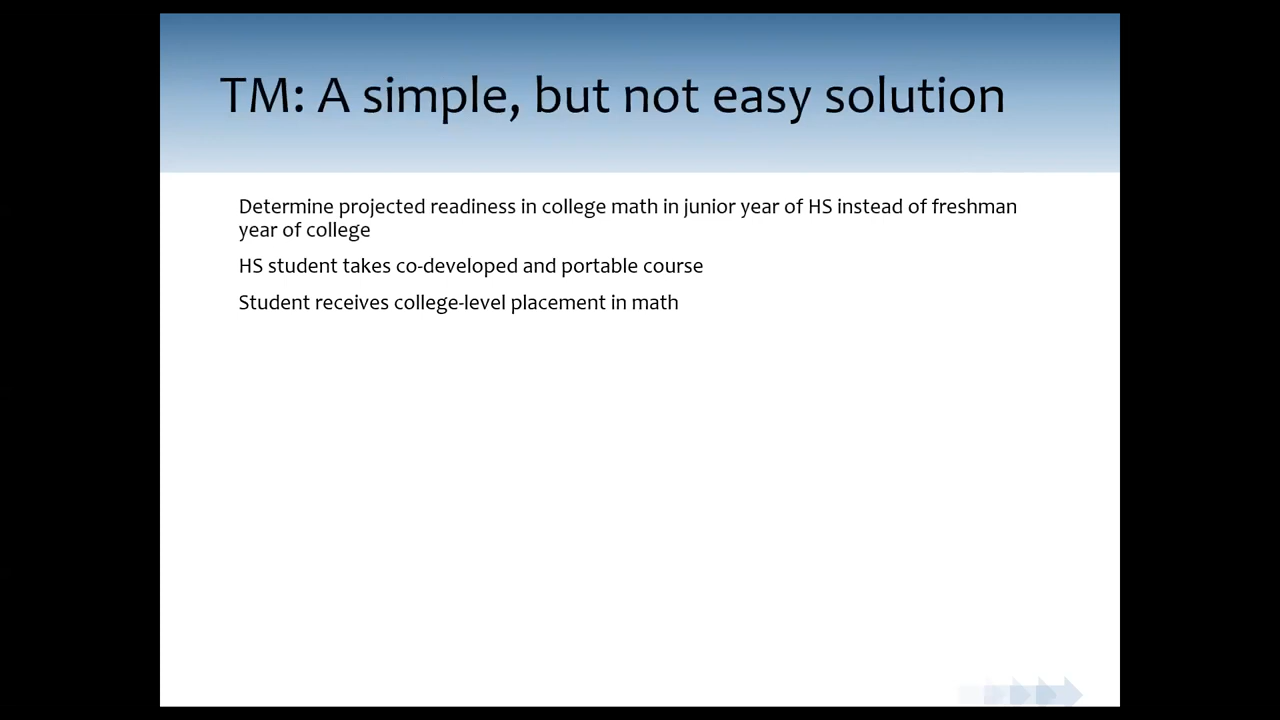 TM: A simple, but not easy solution
Determine projected readiness in college math in junior year of HS instead of freshman
year of college
HS student takes co-developed and portable course
Student receives college-level placement in math